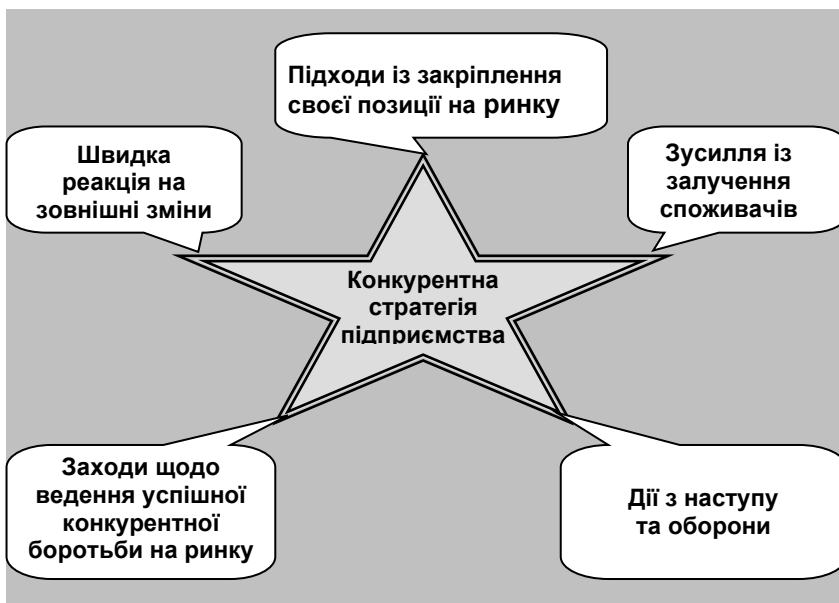 Підходи із закріплення
своєї позиції на ринку
Швидка
реакція на
зовнішні зміни
Зусилля із
залучення
споживачів
Конкурентна
стратегія
підприємства
Заходи щодо
ведення успішної
конкурентної
боротьби на ринку
Дії з наступу
та оборони